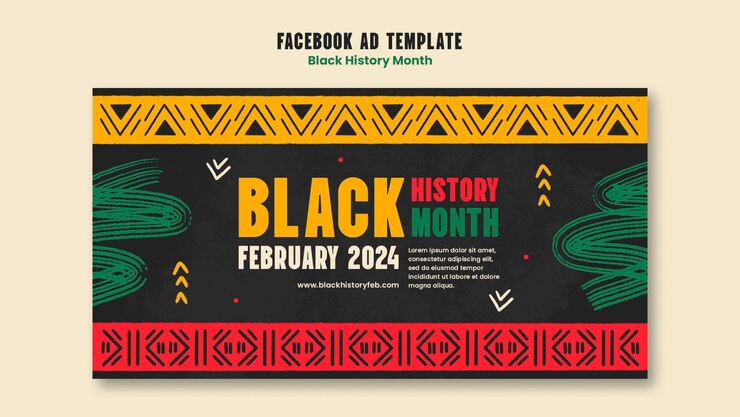 FACEBOOK AD TEMPLATE
Black History Month
BLACK
HISTORY
MONTH
FEBRUARY 2024
www.blackhistoryfeb.com
Lorem ipsum dolor sit amet,
consectetur adipiscing elit,
sed do eiusmod tempor
incididunt ut labore et dolore
magna aliqua.